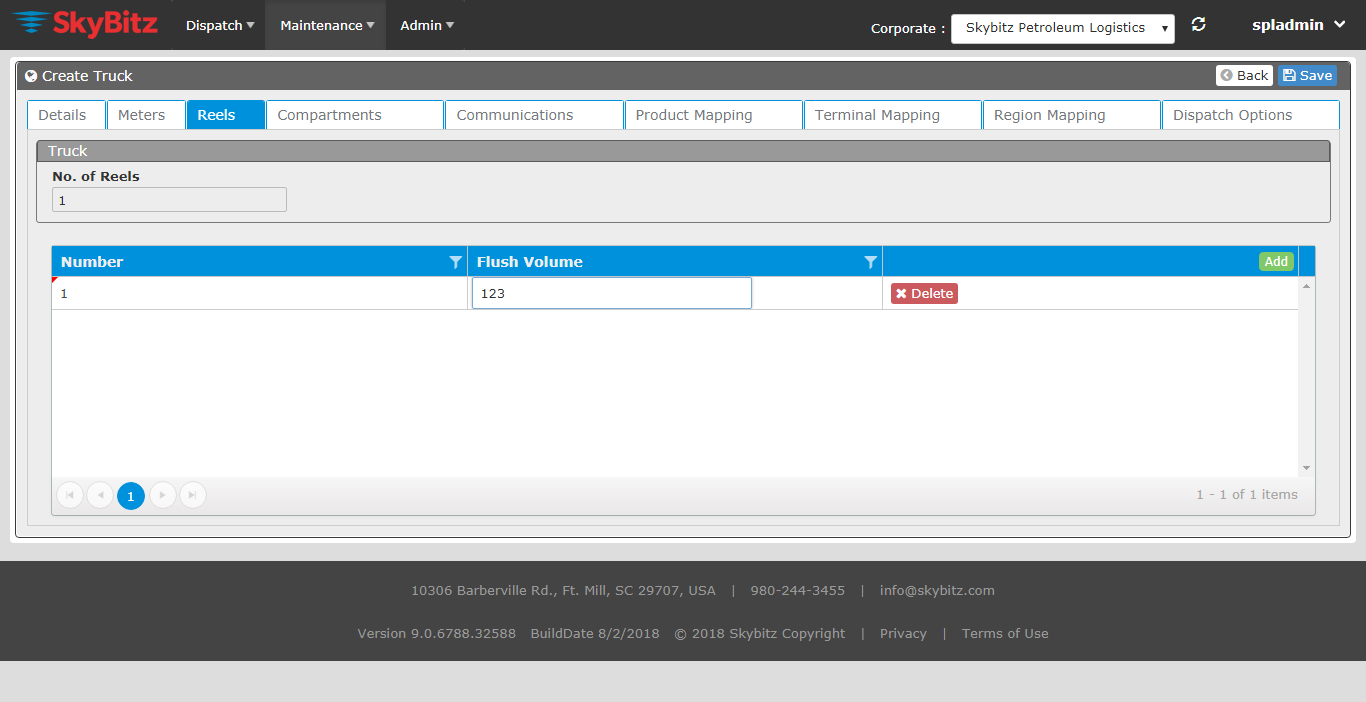 SkyBitz Dispatch Maintenance Admin Corporate : Skybitz Petroleum Logistics spladmin
Create Truck Back Save
Details Meters Reels Compartments Communications Product Mapping Terminal Mapping Region Mapping Dispatch Options
Truck
No. of Reels
1
Number Flush Volume Add
1 123 Delete
1 1 - 1 of 1 items
10306 Barberville Rd., Ft. Mill, SC 29707, USA | 980-244-3455 | info@skybitz.com
Version 9.0.6788.32588 BuildDate 8/2/2018 © 2018 Skybitz Copyright | Privacy | Terms of Use